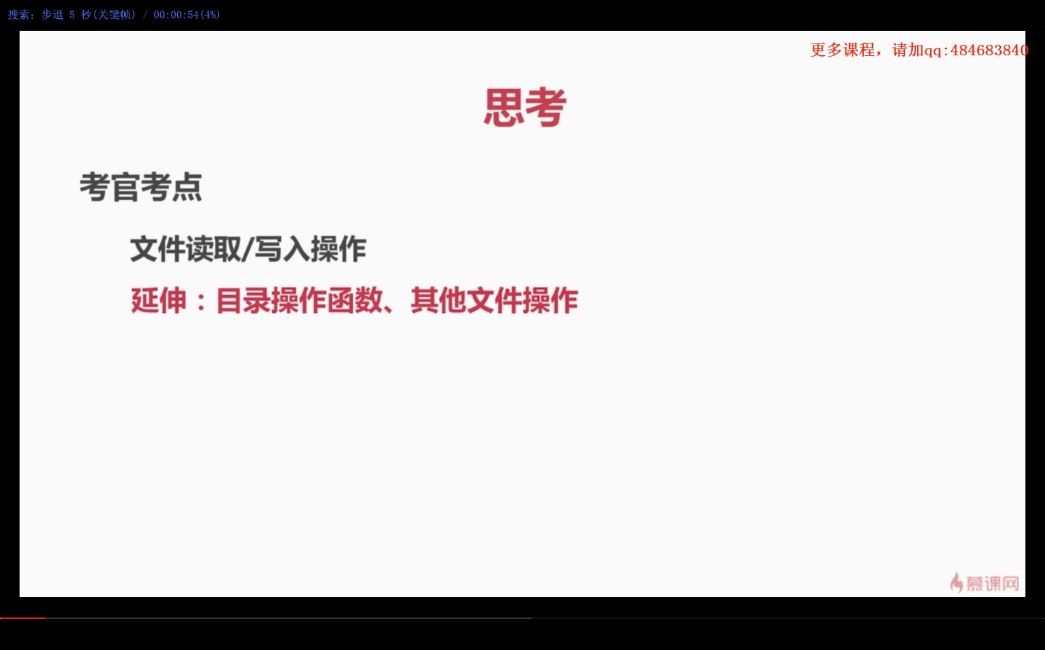 搜索: 步退 5 秒(关键帧) / 00:00:54(4%)
更多课程，请加qq:484683840
思考
考官考点
文件读取/写入操作
延伸：目录操作函数、其他文件操作
慕课网